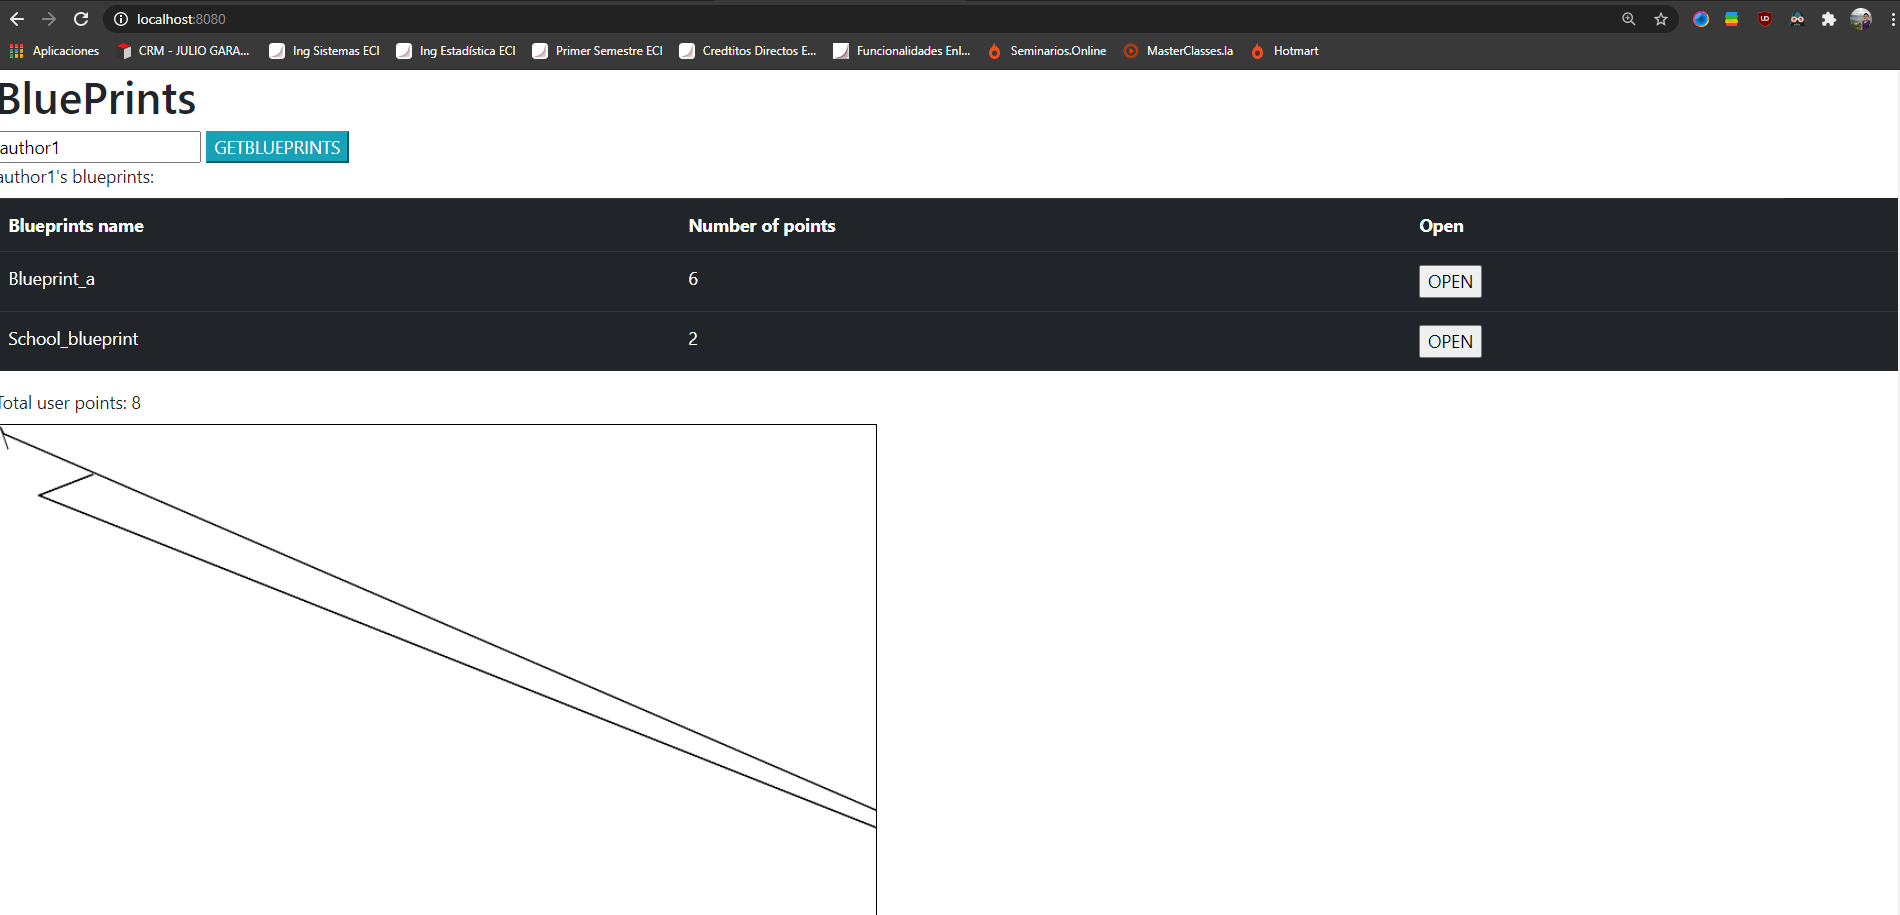 localhost:8080
Aplicaciones CRM - JULIO GARA... Ing Sistemas ECI Ing Estadística ECI Primer Semestre ECI Credtitos Directos E... Funcionalidades Enl... Seminarios.Online MasterClasses.la Hotmart
BluePrints
author1 GETBLUEPRINTS
author1's blueprints:
Blueprints name Number of points Open
Blueprint_a 6 OPEN
School_blueprint 2 OPEN
Total user points: 8